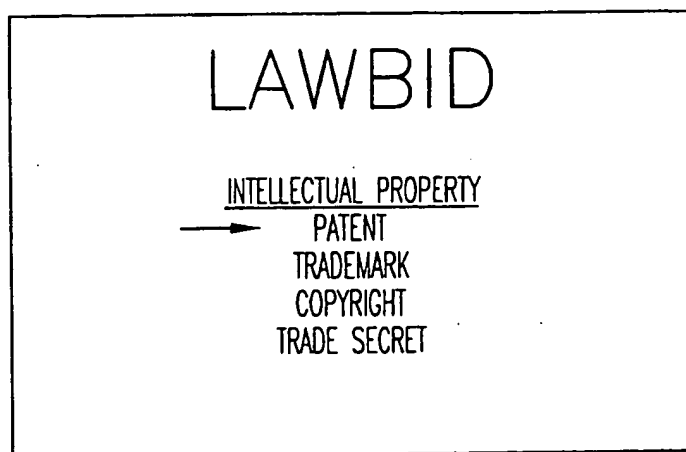 LAWBID
INTELLECTUAL PROPERTY
PATENT
TRADEMARK
COPYRIGHT
TRADE SECRET